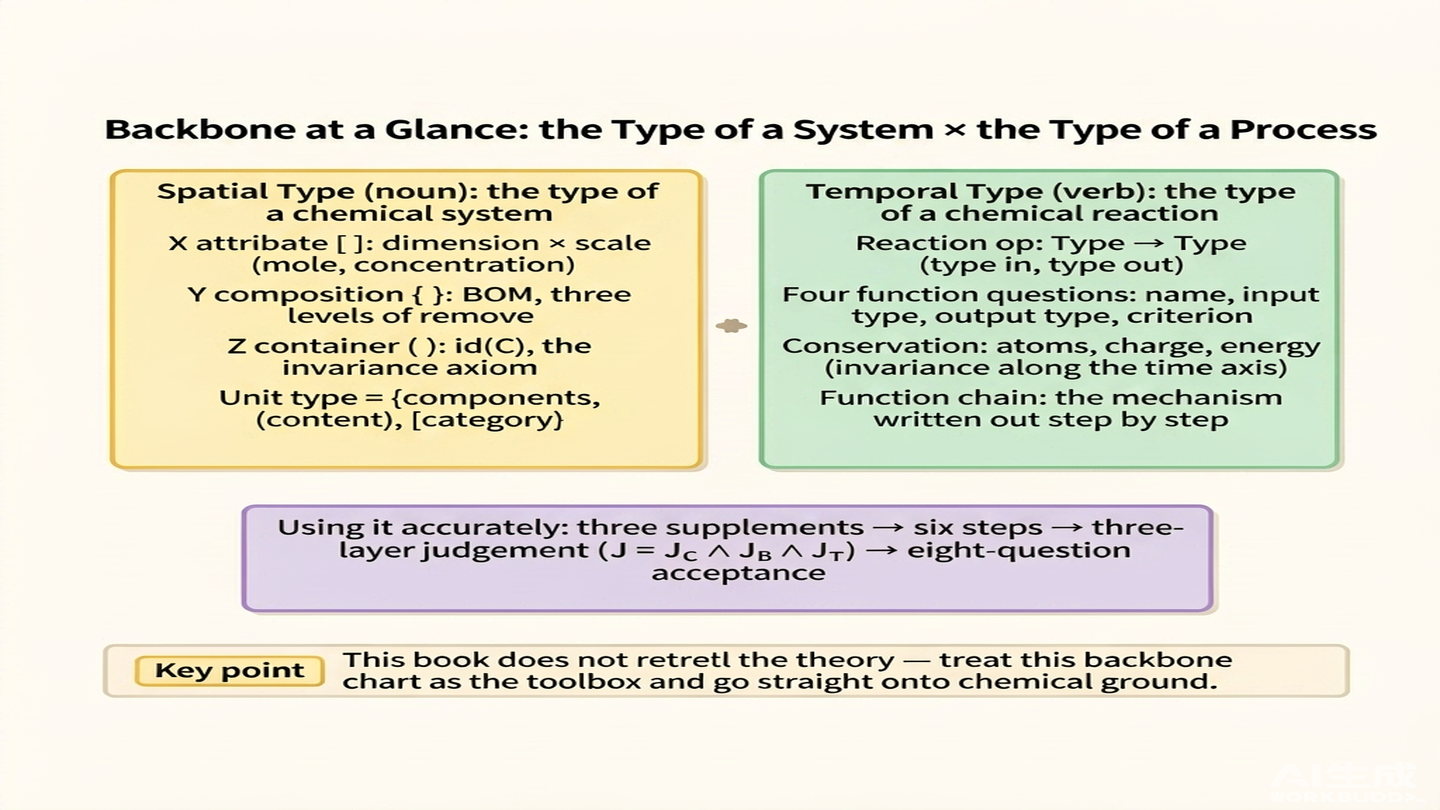 Backbone at a Glance: the Type of a System × the Type of a Process
Spatial Type (noun): the type of
a chemical system
X attribute [ ]: dimension × scale
(mole, concentration)
Y composition { }: BOM, three
levels of remove
Z container ( ): id(C), the
invariance axiom
Unit type = {components,
(content), [category}
Temporal Type (verb): the type
of a chemical reaction
Reaction op: Type → Type
(type in, type out)
Four function questions: name, input
type, output type, criterion
Conservation: atoms, charge, energy
(invariance along the time axis)
Function chain: the mechanism
written out step by step
Using it accurately: three supplements → six steps → three-
layer judgement (J = J_C ∧ J_B ∧ J_T) → eight-question
acceptance
Key point
This book does not retretl the theory — treat this backbone
chart as the toolbox and go straight onto chemical ground.
AI生成